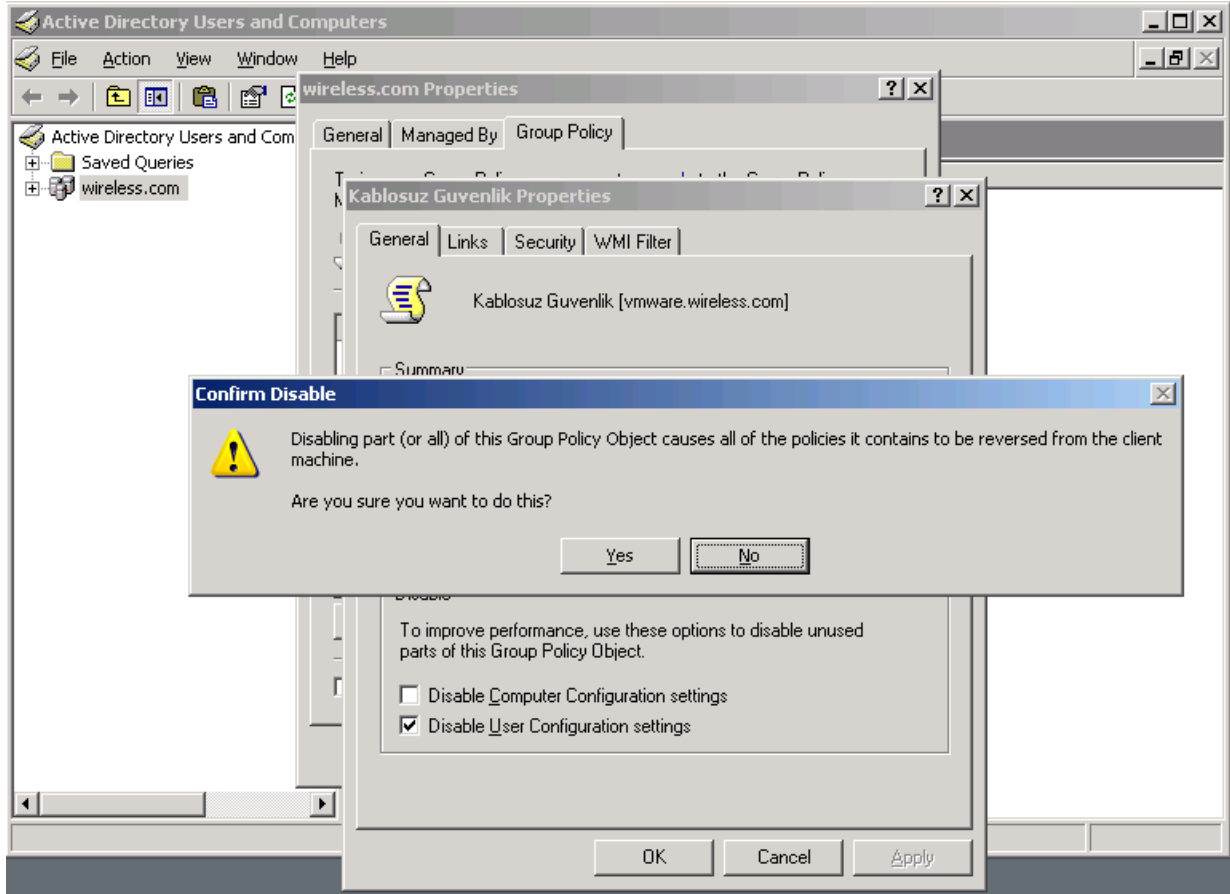 Active Directory Users and Computers
File Action View Window Help
wireless.com Properties
Active Directory Users and Com
Saved Queries
wireless.com
General Managed By Group Policy
Kablosuz Guvenlik Properties
General Links Security WMI Filter
Kablosuz Guvenlik [vmware.wireless.com]
Summary
Confirm Disable
Disabling part (or all) of this Group Policy Object causes all of the policies it contains to be reversed from the client
machine.
Are you sure you want to do this?
Yes No
Disable
To improve performance, use these options to disable unused
parts of this Group Policy Object.
Disable Computer Configuration settings
Disable User Configuration settings
OK Cancel Apply